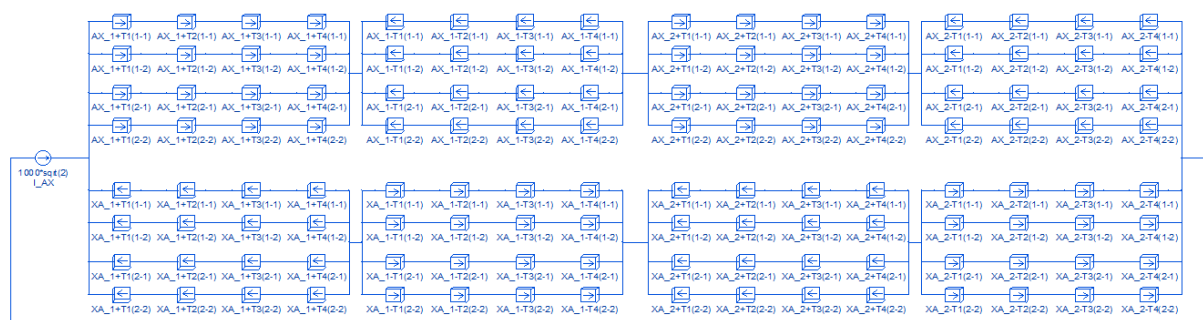 AX_1+T1(1-1) AX_1+T2(1-1) AX_1+T3(1-1) AX_1+T4(1-1) AX_1-T1(1-1) AX_1-T2(1-1) AX_1-T3(1-1) AX_1-T4(1-1) AX_2+T1(1-1) AX_2+T2(1-1) AX_2+T3(1-1) AX_2+T4(1-1) AX_2-T1(1-1) AX_2-T2(1-1) AX_2-T3(1-1) AX_2-T4(1-1)
AX_1+T1(1-2) AX_1+T2(1-2) AX_1+T3(1-2) AX_1+T4(1-2) AX_1-T1(1-2) AX_1-T2(1-2) AX_1-T3(1-2) AX_1-T4(1-2) AX_2+T1(1-2) AX_2+T2(1-2) AX_2+T3(1-2) AX_2+T4(1-2) AX_2-T1(1-2) AX_2-T2(1-2) AX_2-T3(1-2) AX_2-T4(1-2)
AX_1+T1(2-1) AX_1+T2(2-1) AX_1+T3(2-1) AX_1+T4(2-1) AX_1-T1(2-1) AX_1-T2(2-1) AX_1-T3(2-1) AX_1-T4(2-1) AX_2+T1(2-1) AX_2+T2(2-1) AX_2+T3(2-1) AX_2+T4(2-1) AX_2-T1(2-1) AX_2-T2(2-1) AX_2-T3(2-1) AX_2-T4(2-1)
AX_1+T1(2-2) AX_1+T2(2-2) AX_1+T3(2-2) AX_1+T4(2-2) AX_1-T1(2-2) AX_1-T2(2-2) AX_1-T3(2-2) AX_1-T4(2-2) AX_2+T1(2-2) AX_2+T2(2-2) AX_2+T3(2-2) AX_2+T4(2-2) AX_2-T1(2-2) AX_2-T2(2-2) AX_2-T3(2-2) AX_2-T4(2-2)
1000*sqrt(2)
I_AX
XA_1+T1(1-1) XA_1+T2(1-1) XA_1+T3(1-1) XA_1+T4(1-1) XA_1-T1(1-1) XA_1-T2(1-1) XA_1-T3(1-1) XA_1-T4(1-1) XA_2+T1(1-1) XA_2+T2(1-1) XA_2+T3(1-1) XA_2+T4(1-1) XA_2-T1(1-1) XA_2-T2(1-1) XA_2-T3(1-1) XA_2-T4(1-1)
XA_1+T1(1-2) XA_1+T2(1-2) XA_1+T3(1-2) XA_1+T4(1-2) XA_1-T1(1-2) XA_1-T2(1-2) XA_1-T3(1-2) XA_1-T4(1-2) XA_2+T1(1-2) XA_2+T2(1-2) XA_2+T3(1-2) XA_2+T4(1-2) XA_2-T1(1-2) XA_2-T2(1-2) XA_2-T3(1-2) XA_2-T4(1-2)
XA_1+T1(2-1) XA_1+T2(2-1) XA_1+T3(2-1) XA_1+T4(2-1) XA_1-T1(2-1) XA_1-T2(2-1) XA_1-T3(2-1) XA_1-T4(2-1) XA_2+T1(2-1) XA_2+T2(2-1) XA_2+T3(2-1) XA_2+T4(2-1) XA_2-T1(2-1) XA_2-T2(2-1) XA_2-T3(2-1) XA_2-T4(2-1)
XA_1+T1(2-2) XA_1+T2(2-2) XA_1+T3(2-2) XA_1+T4(2-2) XA_1-T1(2-2) XA_1-T2(2-2) XA_1-T3(2-2) XA_1-T4(2-2) XA_2+T1(2-2) XA_2+T2(2-2) XA_2+T3(2-2) XA_2+T4(2-2) XA_2-T1(2-2) XA_2-T2(2-2) XA_2-T3(2-2) XA_2-T4(2-2)